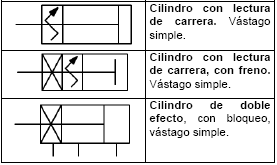 Cilindro con lectura
de carrera. Vástago
simple.
Cilindro con lectura
de carrera, con freno.
Vástago simple.
Cilindro de doble
efecto, con bloqueo,
vástago simple.